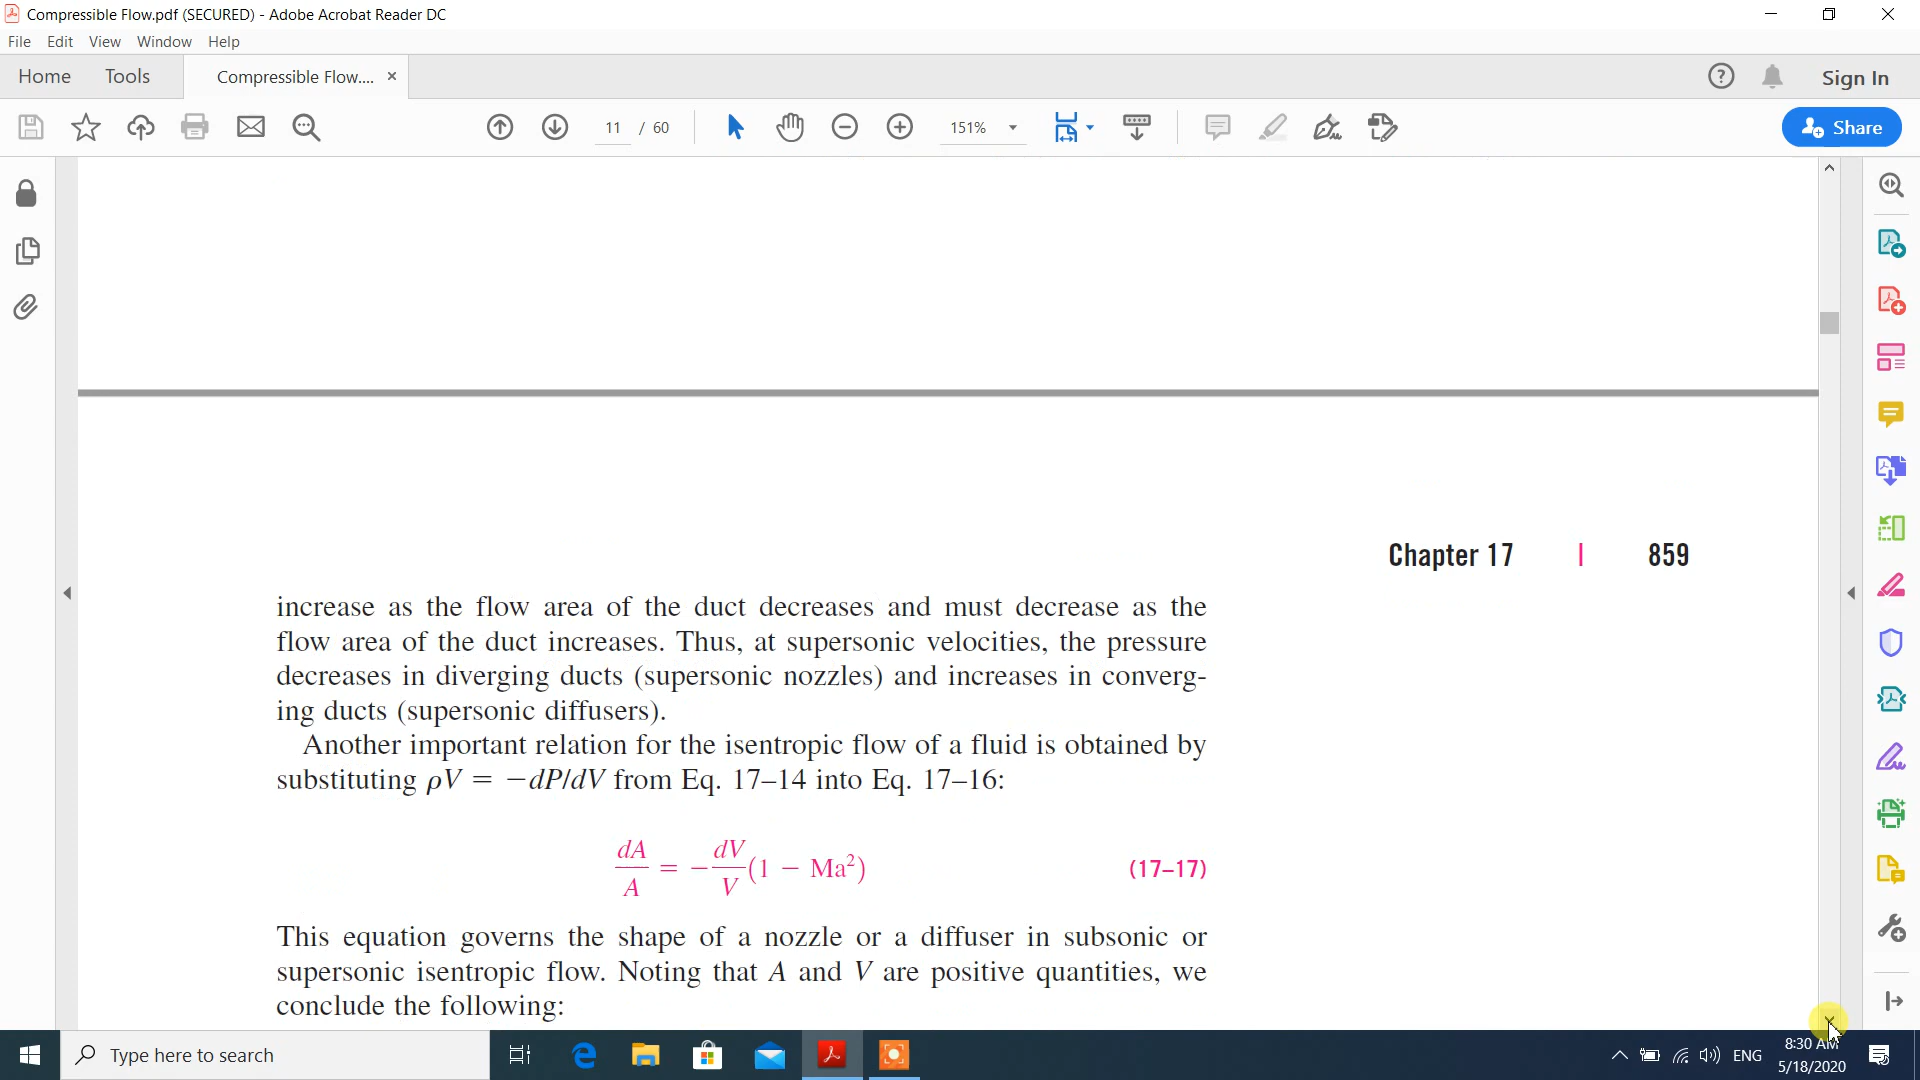 Compressible Flow.pdf (SECURED) - Adobe Acrobat Reader DC
File Edit View Window Help
Home Tools Compressible Flow.... × Sign In
11 / 60 151% Share
Chapter 17 | 859
increase as the flow area of the duct decreases and must decrease as the
flow area of the duct increases. Thus, at supersonic velocities, the pressure
decreases in diverging ducts (supersonic nozzles) and increases in converg-
ing ducts (supersonic diffusers).
Another important relation for the isentropic flow of a fluid is obtained by
substituting ρV = −dP/dV from Eq. 17–14 into Eq. 17–16:
dA/A = −dV/V(1 − Ma²) (17–17)
This equation governs the shape of a nozzle or a diffuser in subsonic or
supersonic isentropic flow. Noting that A and V are positive quantities, we
conclude the following:
Type here to search
ENG
8:30 AM
5/18/2020